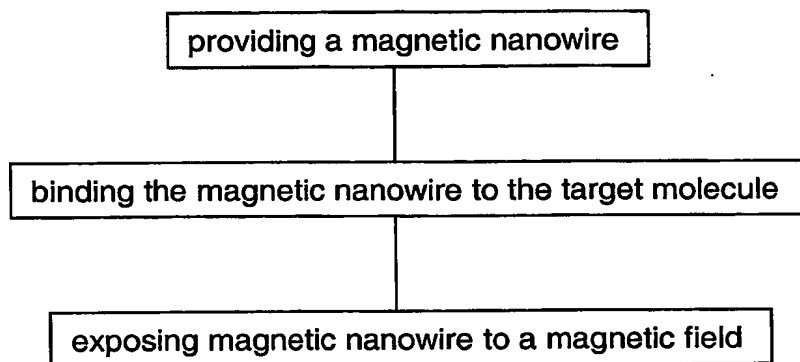 providing a magnetic nanowire
binding the magnetic nanowire to the target molecule
exposing magnetic nanowire to a magnetic field